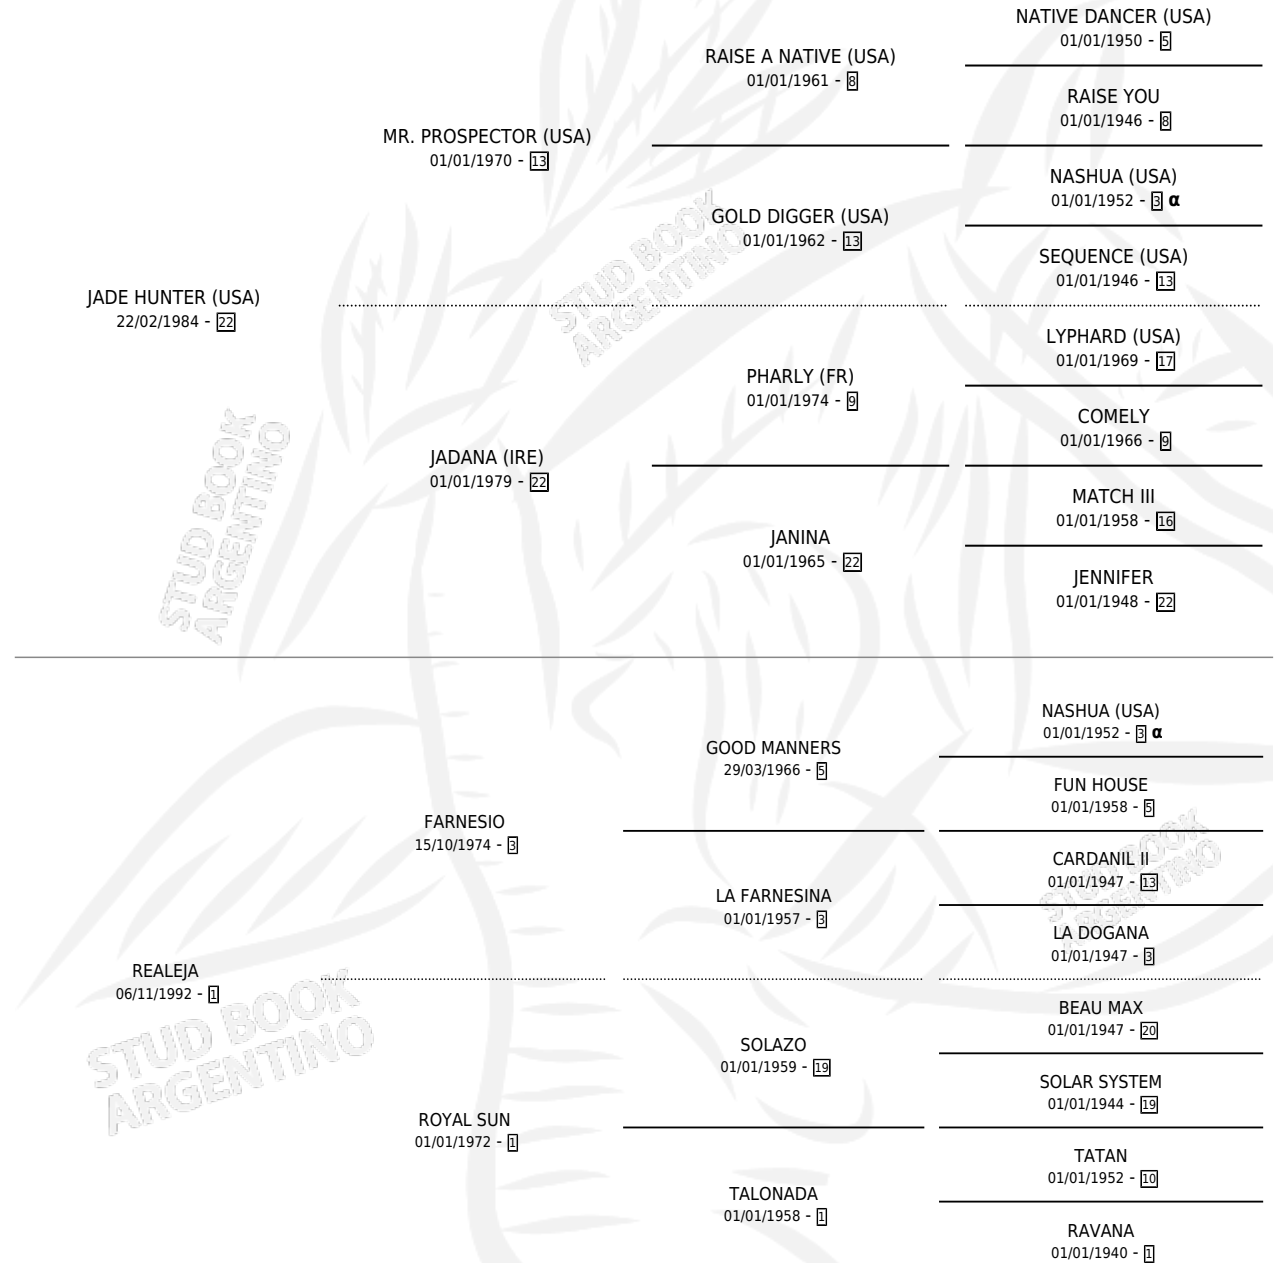 NATIVE DANCER (USA)
01/01/1950 - 5
RAISE A NATIVE (USA)
01/01/1961 - 8
RAISE YOU
01/01/1946 - 8
MR. PROSPECTOR (USA)
01/01/1970 - 13
NASHUA (USA)
01/01/1952 - 3 α
GOLD DIGGER (USA)
01/01/1962 - 13
SEQUENCE (USA)
01/01/1946 - 13
JADE HUNTER (USA)
22/02/1984 - 22
LYPHARD (USA)
01/01/1969 - 17
PHARLY (FR)
01/01/1974 - 9
COMELY
01/01/1966 - 9
JADANA (IRE)
01/01/1979 - 22
MATCH III
01/01/1958 - 16
JANINA
01/01/1965 - 22
JENNIFER
01/01/1948 - 22
STUD BOOK
ARGENTINO
STUD BOOK
ARGENTINO
NASHUA (USA)
01/01/1952 - 3 α
GOOD MANNERS
29/03/1966 - 5
FUN HOUSE
01/01/1958 - 5
FARNESIO
15/10/1974 - 3
CARDANIL II
01/01/1947 - 13
LA FARNESINA
01/01/1957 - 3
LA DOGANA
01/01/1947 - 3
REALEJA
06/11/1992 - 1
BEAU MAX
01/01/1947 - 20
SOLAZO
01/01/1959 - 19
SOLAR SYSTEM
01/01/1944 - 19
ROYAL SUN
01/01/1972 - 1
TATAN
01/01/1952 - 10
TALONADA
01/01/1958 - 1
RAVANA
01/01/1940 - 1
STUD BOOK
ARGENTINO
STUD BOOK
ARGENTINO